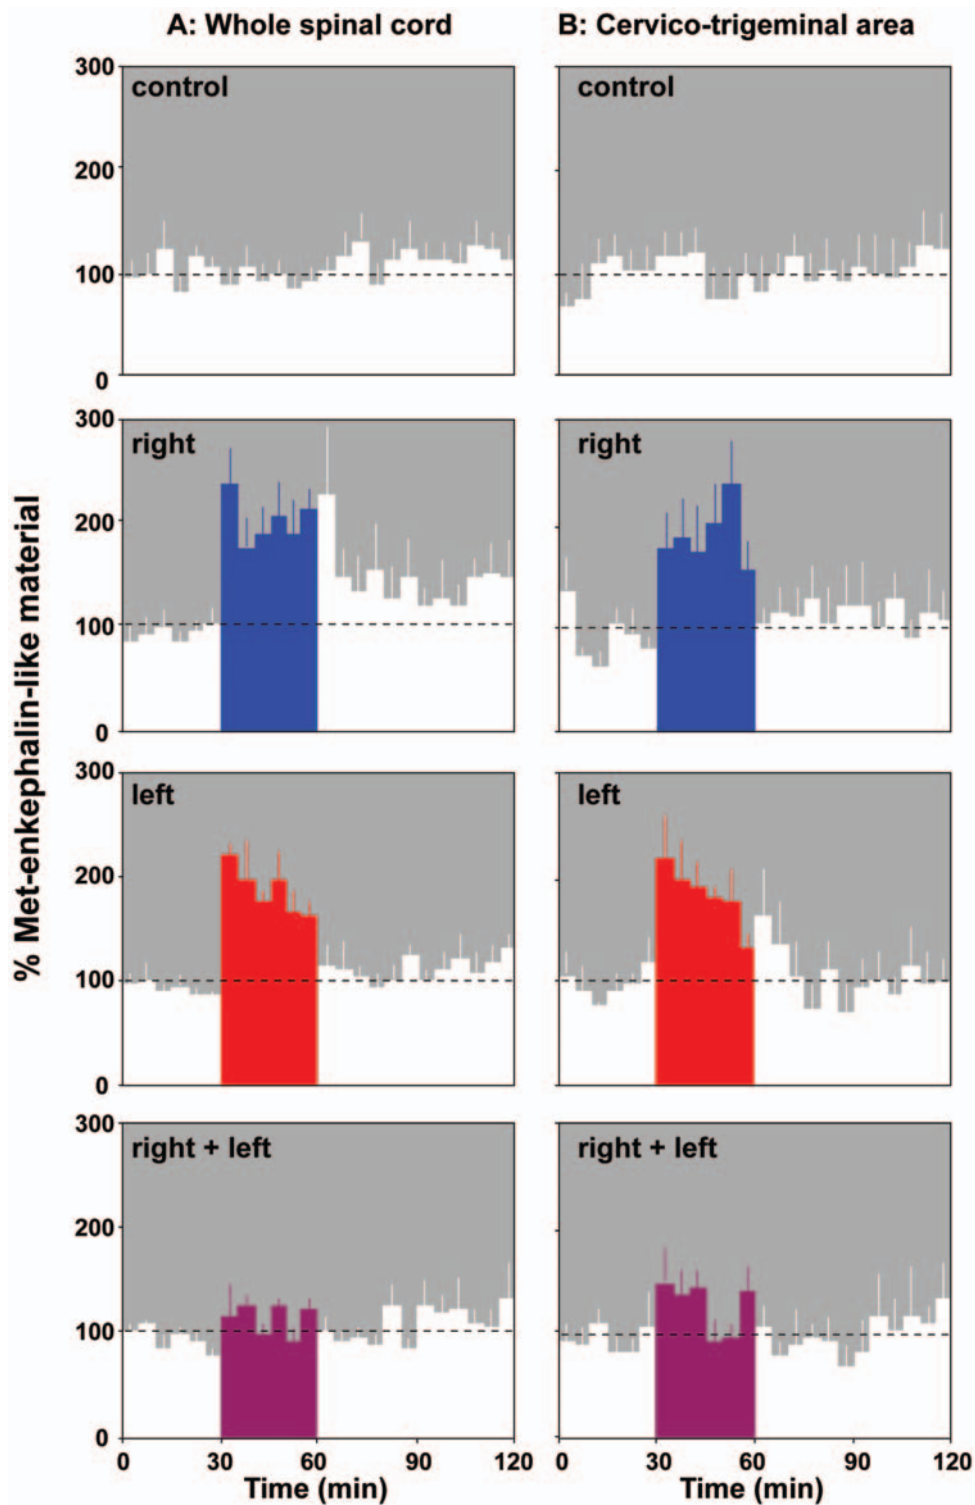 A: Whole spinal cord
B: Cervico-trigeminal area
% Met-enkephalin-like material
300
control
control
200
100
0
300
right
right
200
100
0
300
left
left
200
100
0
300
right + left
right + left
200
100
0
0 30 60 90 120
0 30 60 90 120
Time (min)
Time (min)